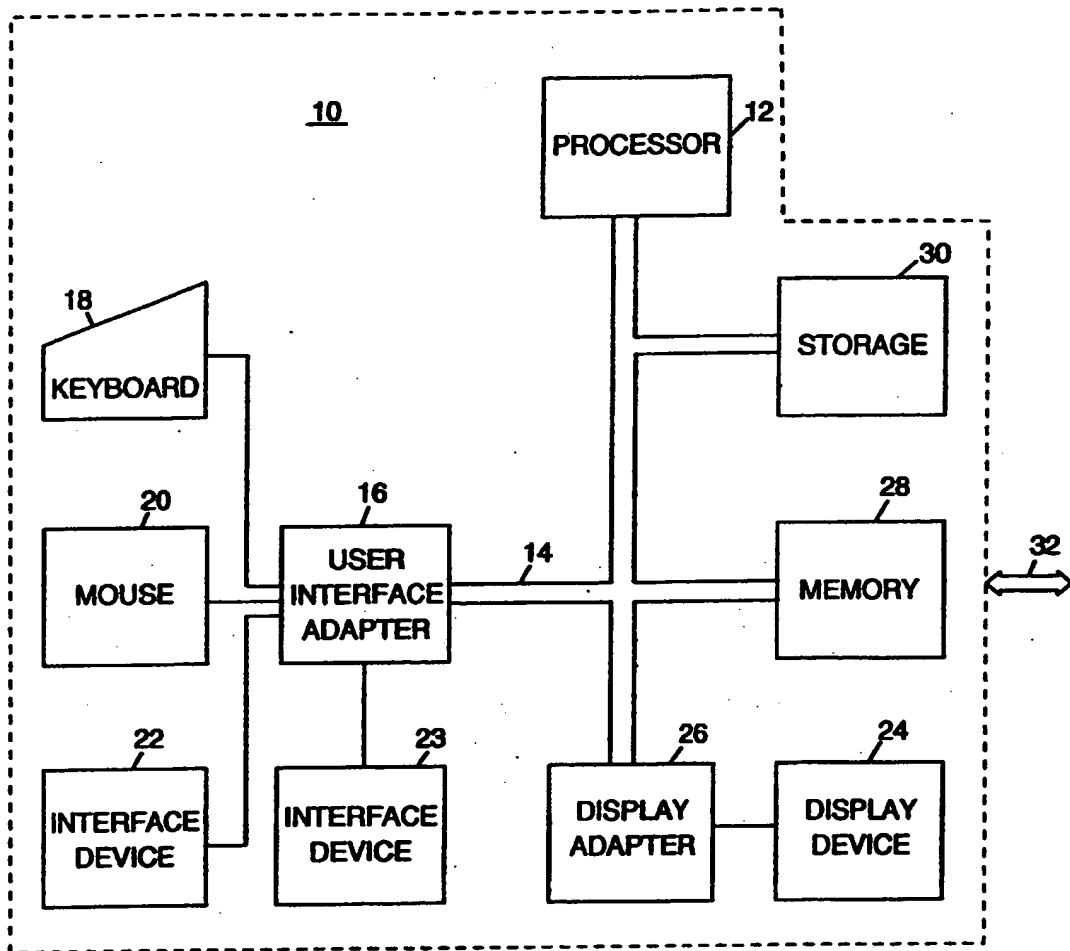 10
12
PROCESSOR
30
STORAGE
18
KEYBOARD
20
MOUSE
16
USER
INTERFACE
ADAPTER
14
28
MEMORY
32
22
INTERFACE
DEVICE
23
INTERFACE
DEVICE
26
DISPLAY
ADAPTER
24
DISPLAY
DEVICE